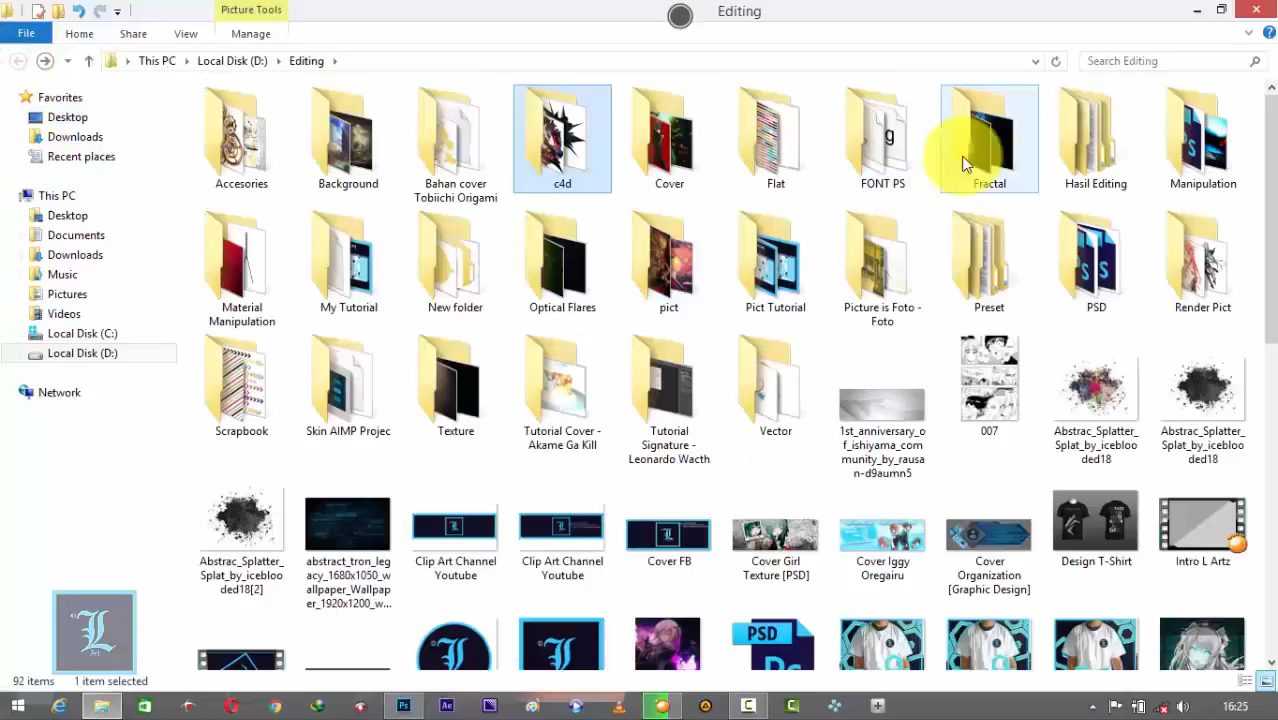 Picture Tools
Editing
File
Home
Share
View
Manage
This PC
Local Disk (D:)
Editing
Search Editing
Favorites
Desktop
Downloads
Recent places
This PC
Desktop
Documents
Downloads
Music
Pictures
Videos
Local Disk (C:)
Local Disk (D:)
Network
Accesories
Background
Bahan cover
Tobiichi Origami
c4d
Cover
Flat
g
FONT PS
Fractal
Hasil Editing
Manipulation
Material
Manipulation
My Tutorial
New folder
Optical Flares
pict
Pict Tutorial
Picture is Foto -
Foto
Preset
PSD
Render Pict
Scrapbook
Skin AIMP Projec
Texture
Tutorial Cover -
Akame Ga Kill
Tutorial
Signature -
Leonardo Wacth
Vector
1st_anniversary_o
f_ishiyama_com
munity_by_rausa
n-d9aumn5
007
Abstrac_Splatter_
Splat_by_icebloo
ded18
Abstrac_Splatter_
Splat_by_iceblo
ded18
Abstrac_Splatter_
Splat_by_iceblo
ded18[2]
abstract_tron_leg
acy_1680x1050_w
allpaper_Wallpap
er_1920x1200_w...
Clip Art Channel
Youtube
Clip Art Channel
Youtube
Cover FB
Cover Girl
Texture [PSD]
Cover Iggy
Oregairu
Cover
Organization
[Graphic Design]
Design T-Shirt
Intro L Artz
PSD
Ps
92 items
1 item selected
Ps
Ae
16:25